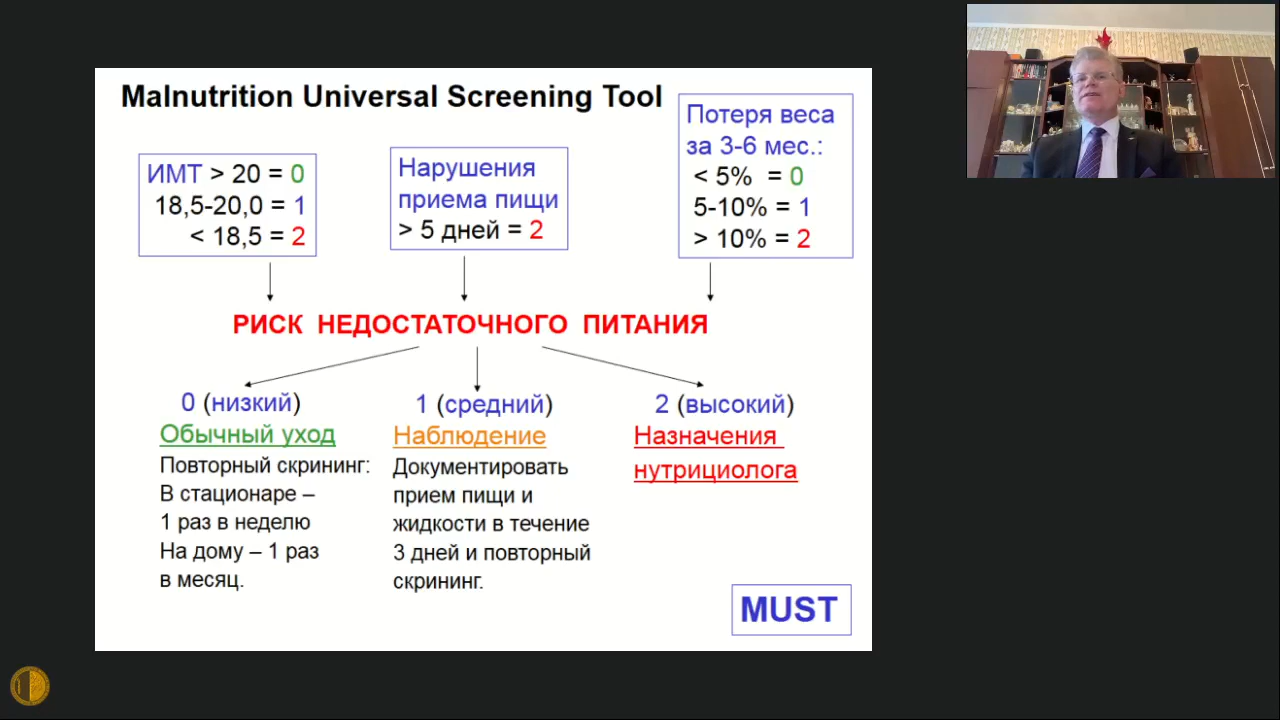 Malnutrition Universal Screening Tool
ИМТ > 20 = 0
18,5-20,0 = 1
< 18,5 = 2
Нарушения
приема пищи
> 5 дней = 2
Потеря веса
за 3-6 мес.:
< 5% = 0
5-10% = 1
> 10% = 2
РИСК НЕДОСТАТОЧНОГО ПИТАНИЯ
0 (низкий)
Обычный уход
Повторный скрининг:
В стационаре –
1 раз в неделю
На дому – 1 раз
в месяц.
1 (средний)
Наблюдение
Документировать
прием пищи и
жидкости в течение
3 дней и повторный
скрининг.
2 (высокий)
Назначения
нутрициолога
MUST